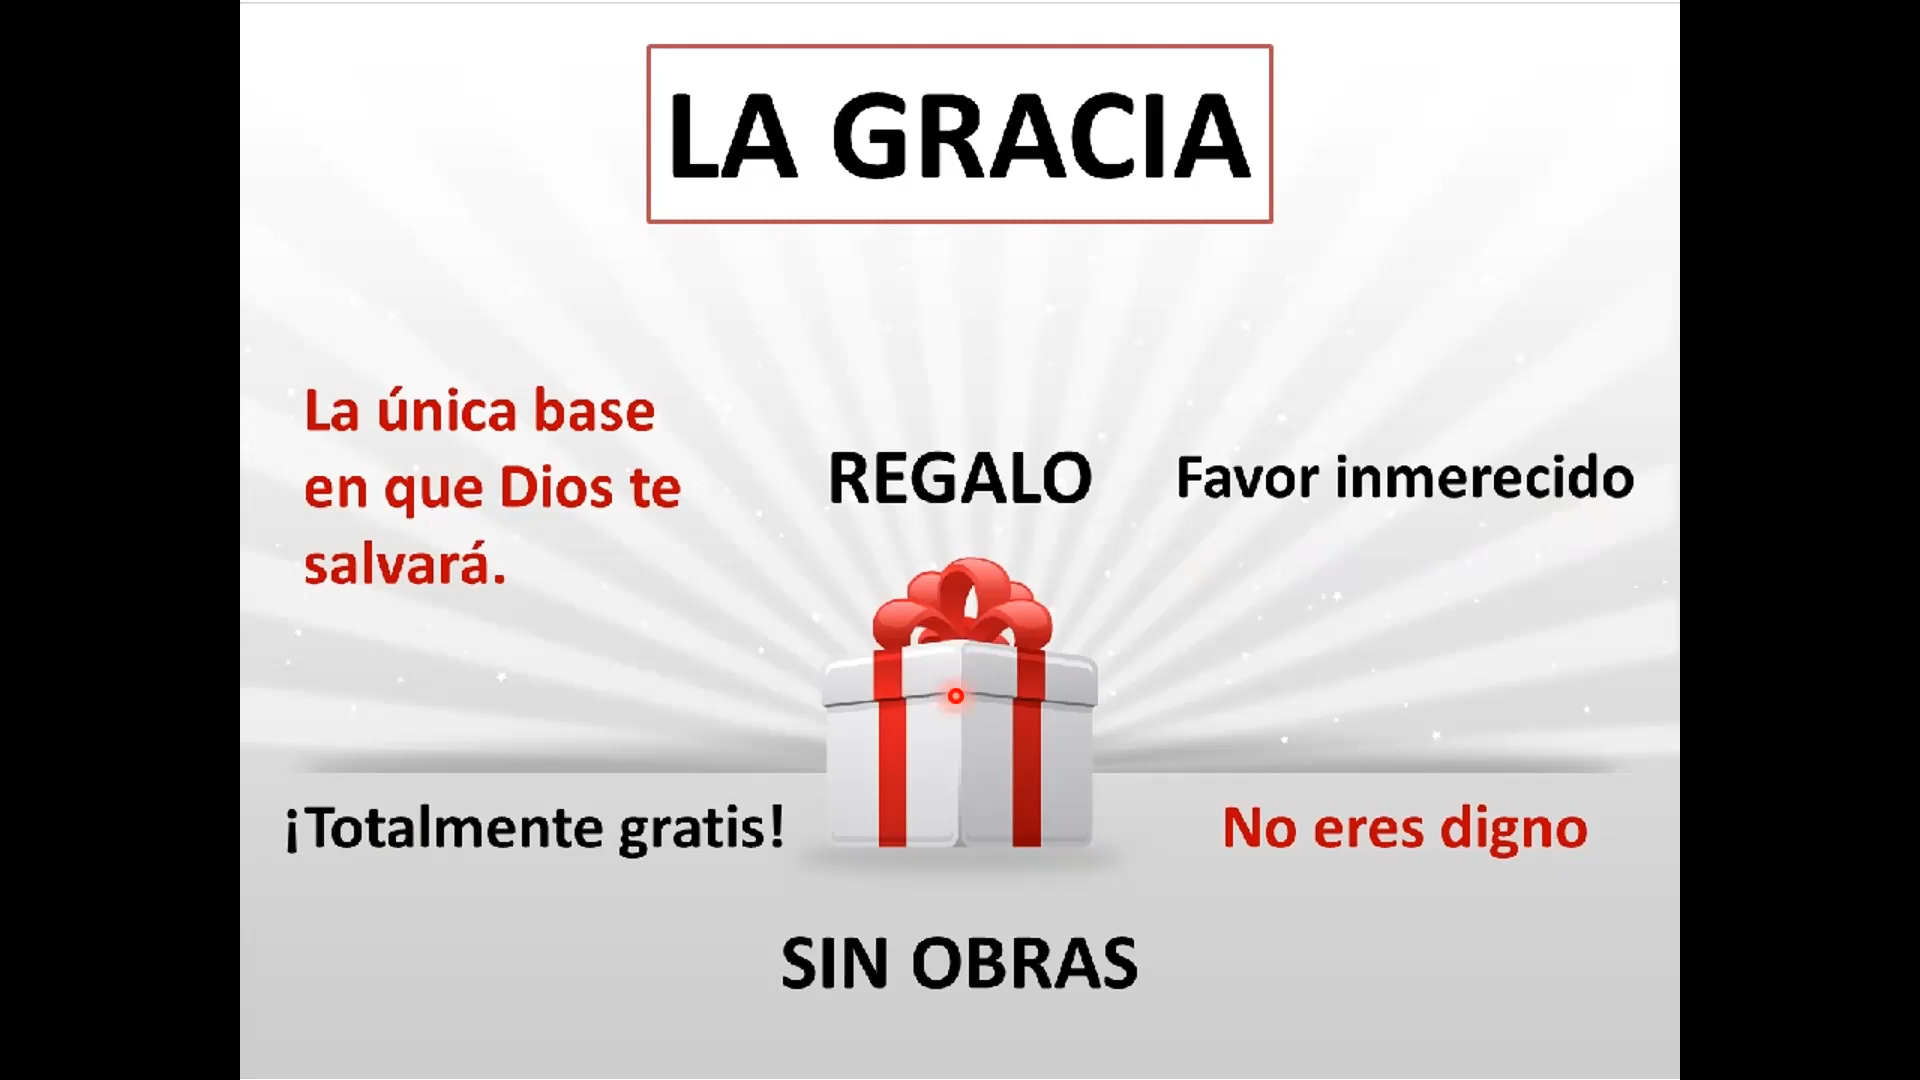 LA GRACIA
La única base
en que Dios te
salvará.
REGALO
Favor inmerecido
¡Totalmente gratis!
No eres digno
SIN OBRAS